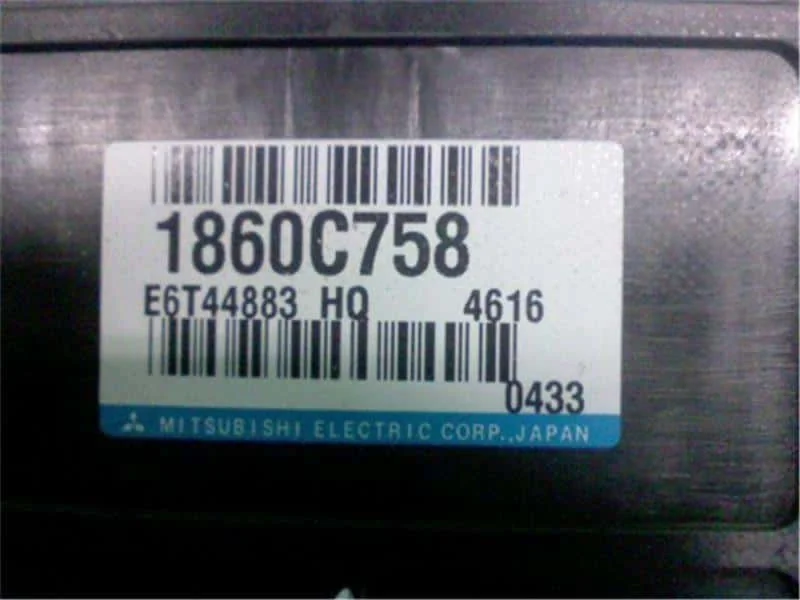 1860C758
E6T44883 HQ 4616
0433
MITSUBISHI ELECTRIC CORP.,JAPAN